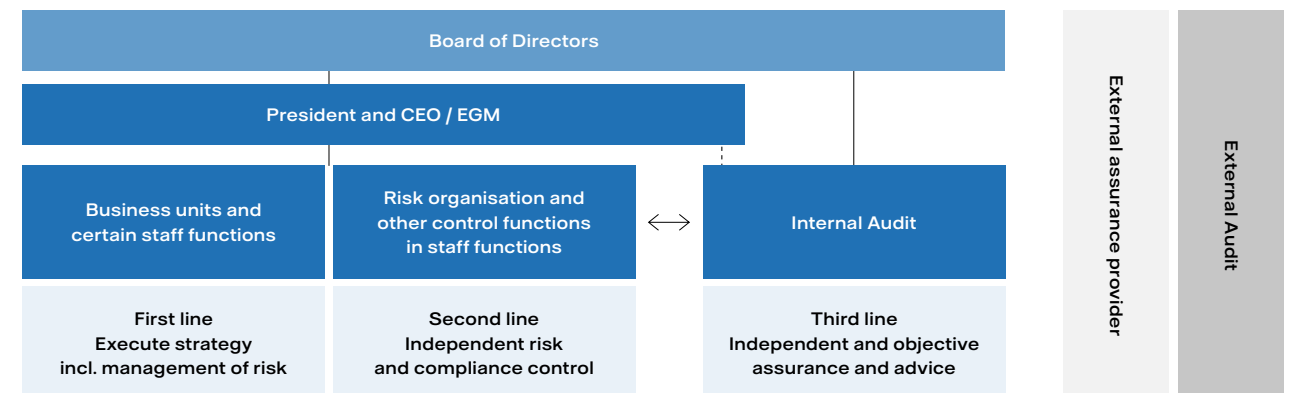 Board of Directors
President and CEO / EGM
Business units and
certain staff functions
Risk organisation and
other control functions
in staff functions
Internal Audit
First line
Execute strategy
incl. management of risk
Second line
Independent risk
and compliance control
Third line
Independent and objective
assurance and advice
External assurance provider
External Audit